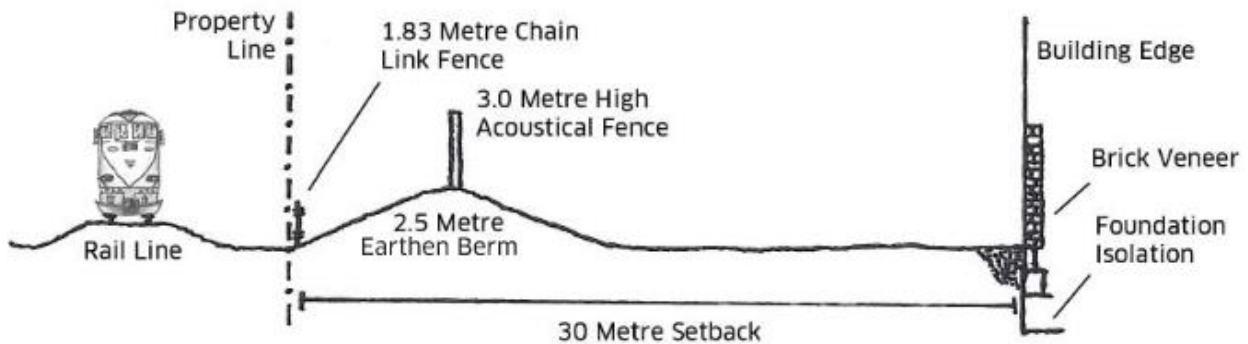 Property
Line
1.83 Metre Chain
Link Fence
3.0 Metre High
Acoustical Fence
Building Edge
Brick Veneer
Foundation
Isolation
2.5 Metre
Earthen Berm
Rail Line
30 Metre Setback